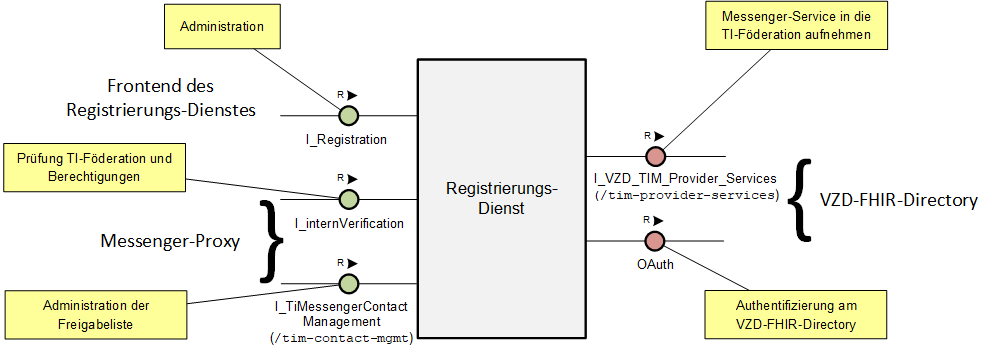 Administration
Messenger-Service in die
TI-Föderation aufnehmen
Frontend des
Registrierungs-Dienstes
R
I_Registration
Prüfung TI-Föderation und
Berechtigungen
R
I_internVerification
Messenger-Proxy
R
I_TiMessengerContact
Management
(/tim-contact-mgmt)
Administration der
Freigabeliste
Registrierungs-
Dienst
R
I_VZD_TIM_Provider_Services
(/tim-provider-services)
VZD-FHIR-Directory
R
OAuth
Authentifizierung am
VZD-FHIR-Directory